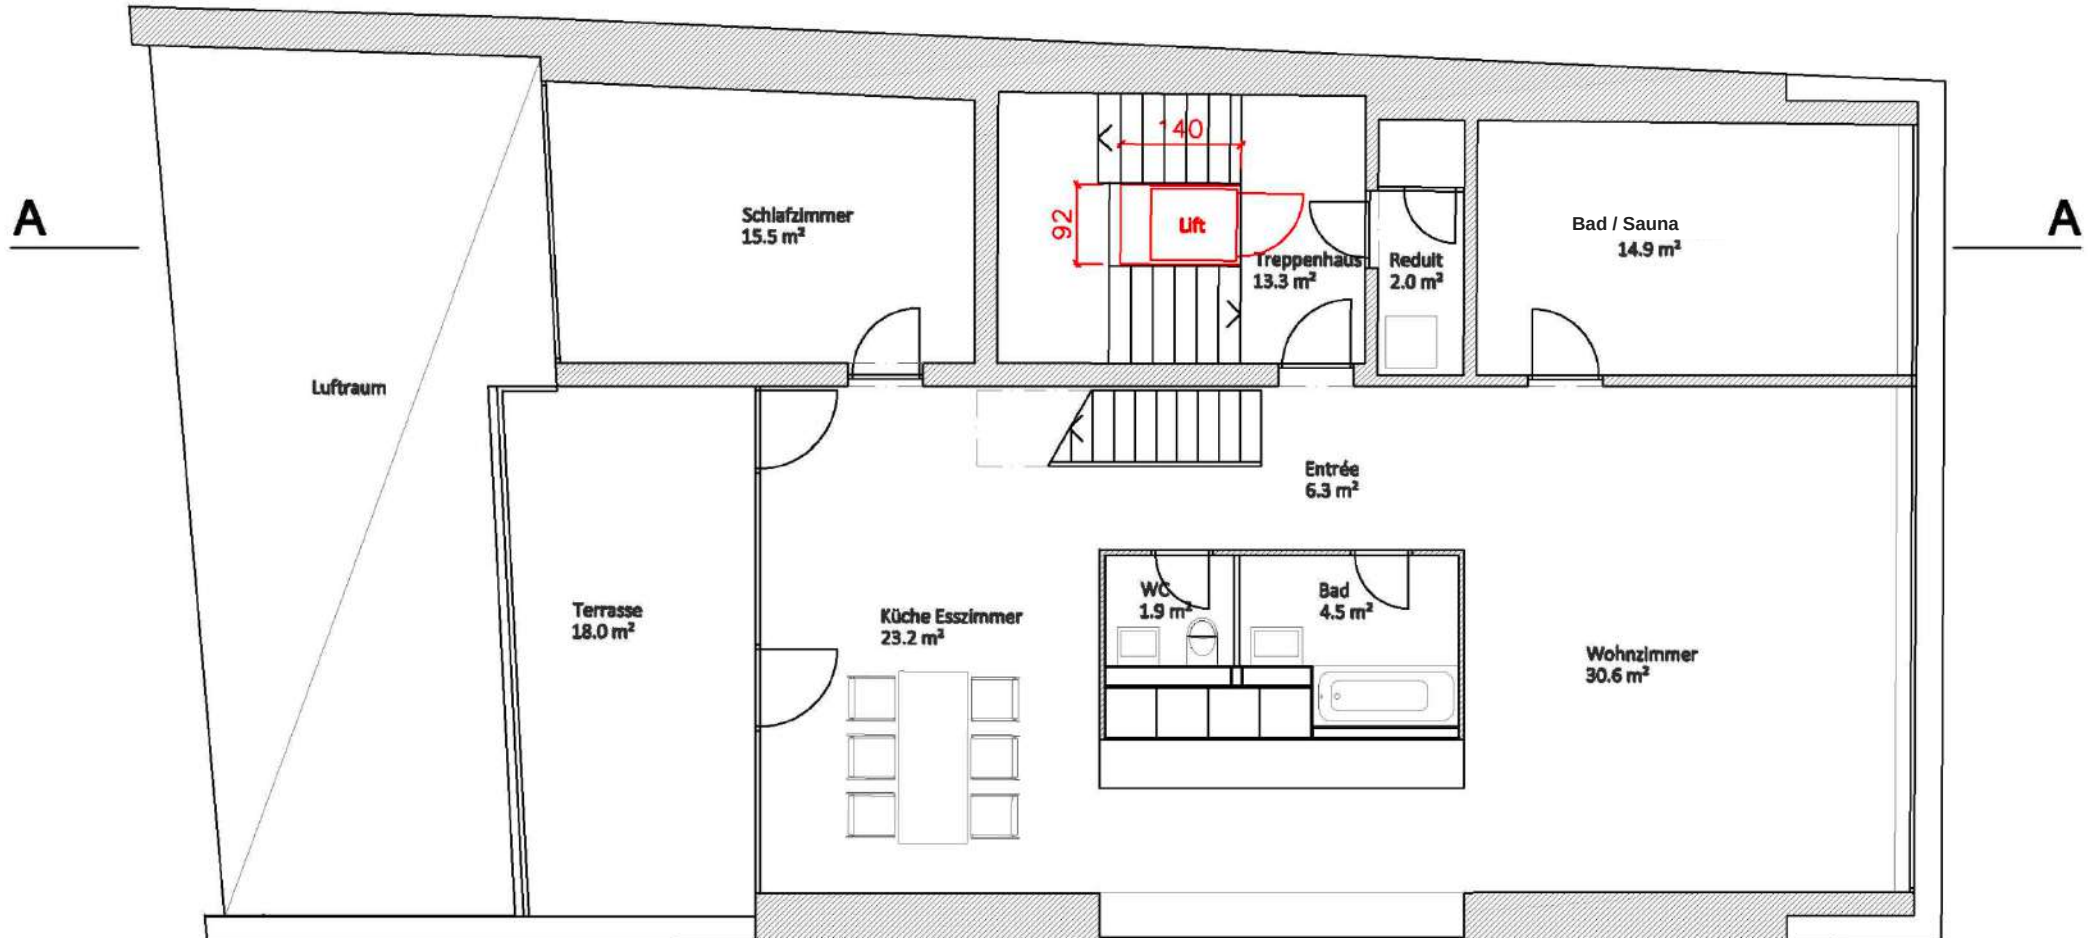 140
A
Schlafzimmer
15.5 m²
92
Lift
Treppenhaus
13.3 m²
Reduit
2.0 m²
Bad / Sauna
14.9 m²
A
Luftraum
Entrée
6.3 m²
Terrasse
18.0 m²
Küche Esszimmer
23.2 m²
WC
1.9 m²
Bad
4.5 m²
Wohnzimmer
30.6 m²